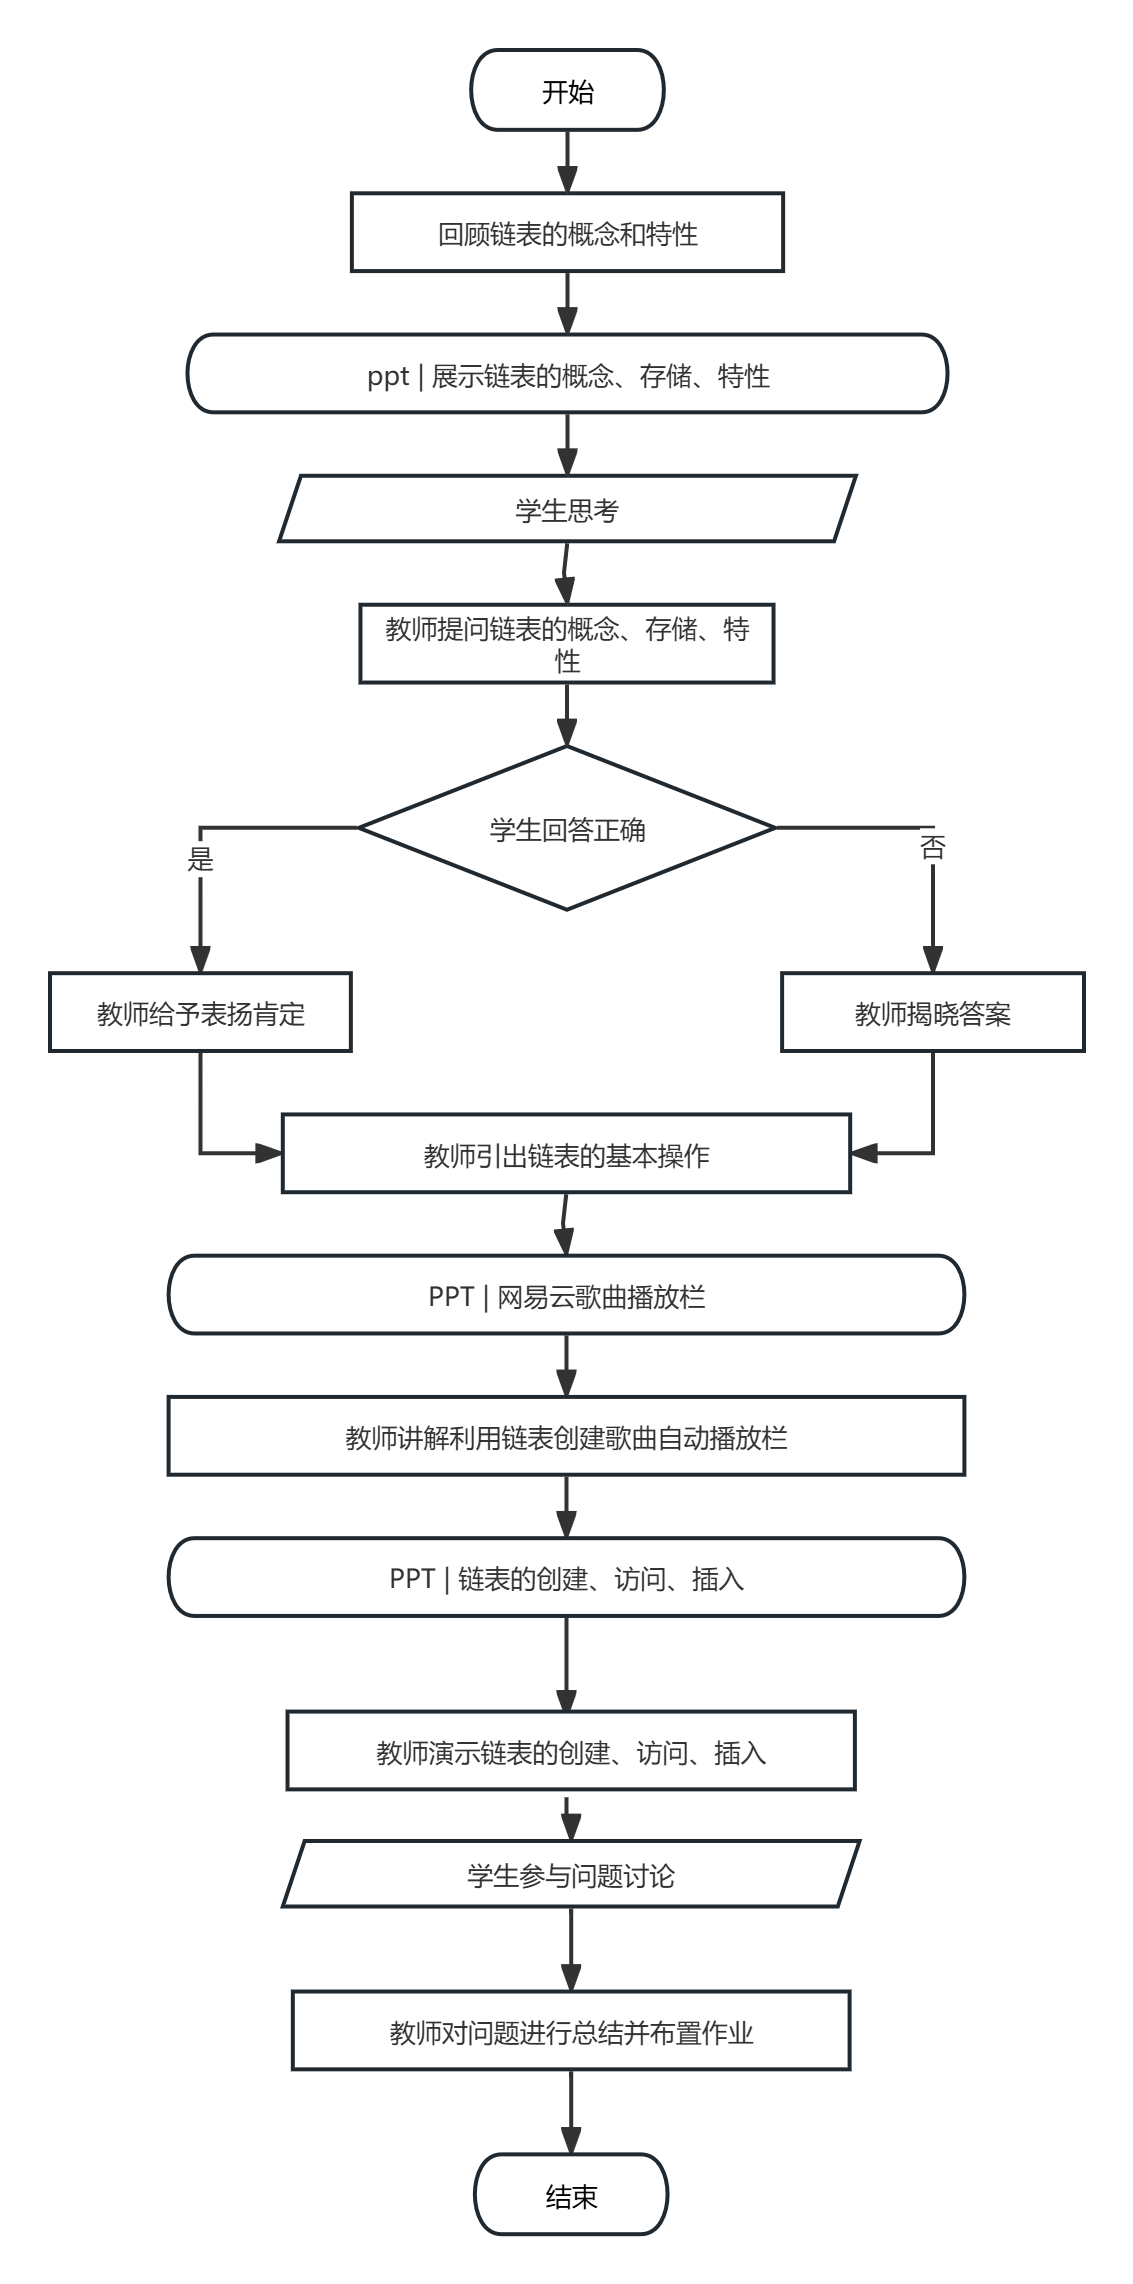 开始
回顾链表的概念和特性
ppt | 展示链表的概念、存储、特性
学生思考
教师提问链表的概念、存储、特
性
学生回答正确
是
否
教师给予表扬肯定
教师揭晓答案
教师引出链表的基本操作
PPT | 网易云歌曲播放栏
教师讲解利用链表创建歌曲自动播放栏
PPT | 链表的创建、访问、插入
教师演示链表的创建、访问、插入
学生参与问题讨论
教师对问题进行总结并布置作业
结束